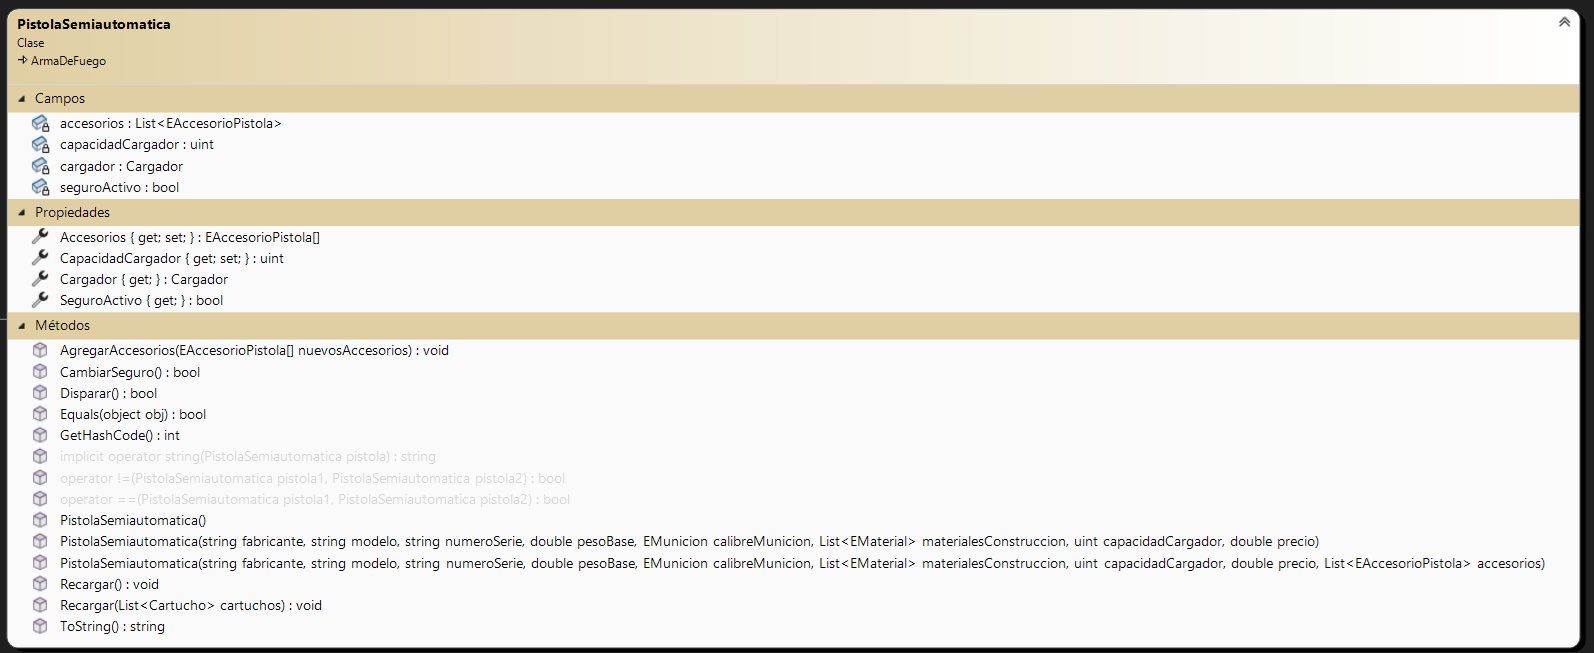 PistolaSemiautomatica
Clase
ArmaDeFuego
Campos
accesorios : List<EAccesorioPistola>
capacidadCargador : uint
cargador : Cargador
seguroActivo : bool
Propiedades
Accesorios { get; set; } : EAccesorioPistola[]
CapacidadCargador { get; set; } : uint
Cargador { get; } : Cargador
SeguroActivo { get; } : bool
Métodos
AgregarAccesorios(EAccesorioPistola[] nuevosAccesorios) : void
CambiarSeguro() : bool
Disparar() : bool
Equals(object obj) : bool
GetHashCode() : int
implicit operator string(PistolaSemiautomatica pistola) : string
operator !=(PistolaSemiautomatica pistola1, PistolaSemiautomatica pistola2) : bool
operator ==(PistolaSemiautomatica pistola1, PistolaSemiautomatica pistola2) : bool
PistolaSemiautomatica()
PistolaSemiautomatica(string fabricante, string modelo, string numeroSerie, double pesoBase, EMunicion calibreMunicion, List<EMaterial> materialesConstruccion, uint capacidadCargador, double precio)
PistolaSemiautomatica(string fabricante, string modelo, string numeroSerie, double pesoBase, EMunicion calibreMunicion, List<EMaterial> materialesConstruccion, uint capacidadCargador, double precio, List<EAccesorioPistola> accesorios)
Recargar() : void
Recargar(List<Cartucho> cartuchos) : void
ToString() : string